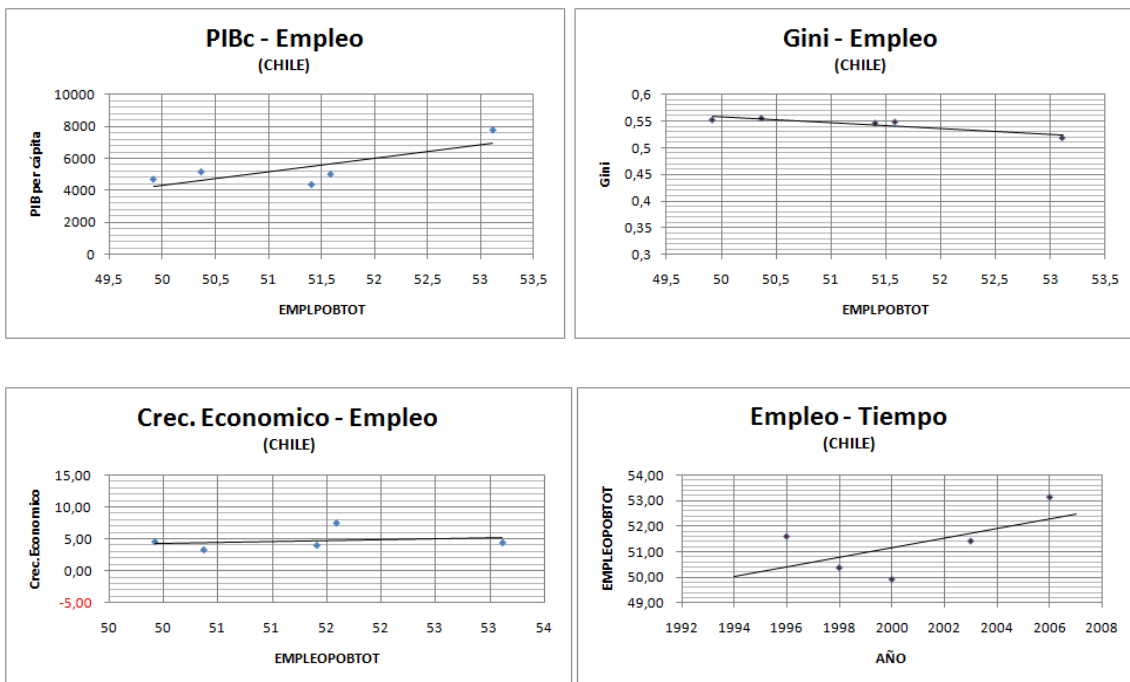 PIBc - Empleo
(CHILE)
PIB per cápita
10000
8000
6000
4000
2000
0
49,5 50 50,5 51 51,5 52 52,5 53 53,5
EMPLPOBTOT
Gini - Empleo
(CHILE)
Gini
0,6
0,55
0,5
0,45
0,4
0,35
0,3
49,5 50 50,5 51 51,5 52 52,5 53 53,5
EMPLPOBTOT
Crec. Economico - Empleo
(CHILE)
Crec. Economico
15,00
10,00
5,00
0,00
-5,00
50 50 51 51 52 52 53 53 54
EMPLEOPOBTOT
Empleo - Tiempo
(CHILE)
EMPLEOPOBTOT
54,00
53,00
52,00
51,00
50,00
49,00
1992 1994 1996 1998 2000 2002 2004 2006 2008
AÑO